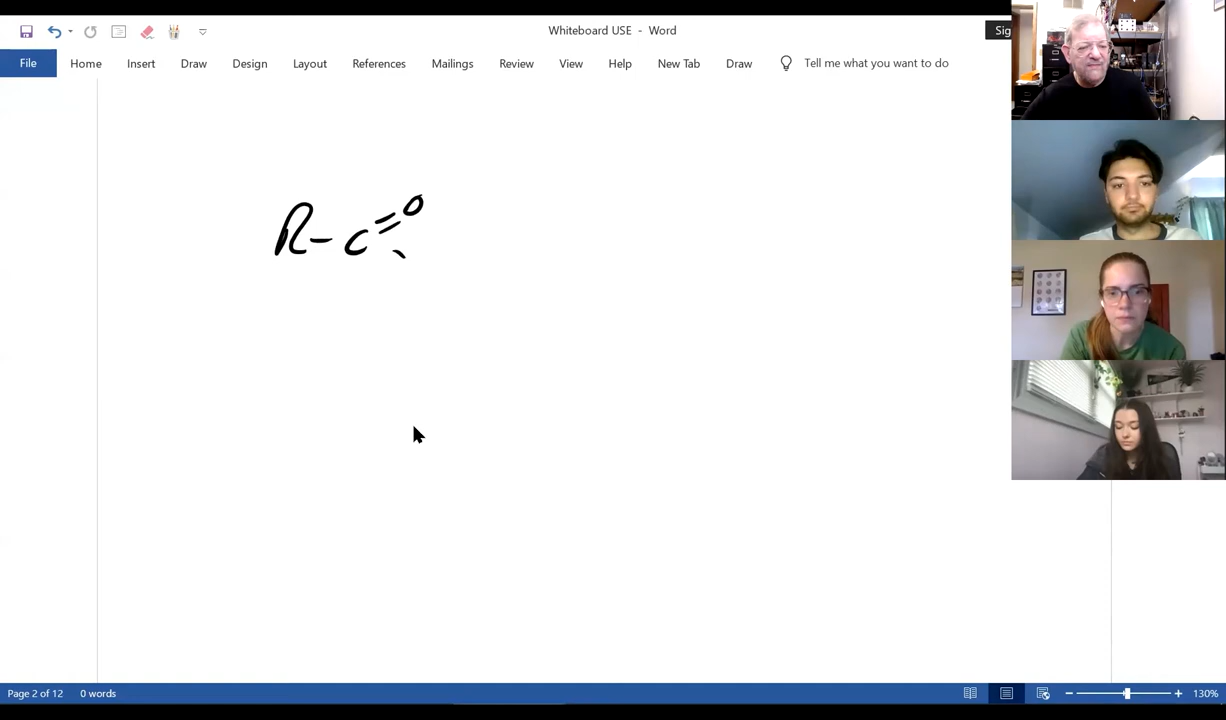 Whiteboard USE - Word
Sig
File Home Insert Draw Design Layout References Mailings Review View Help New Tab Draw Tell me what you want to do
R-c=o
Page 2 of 12 0 words
130%